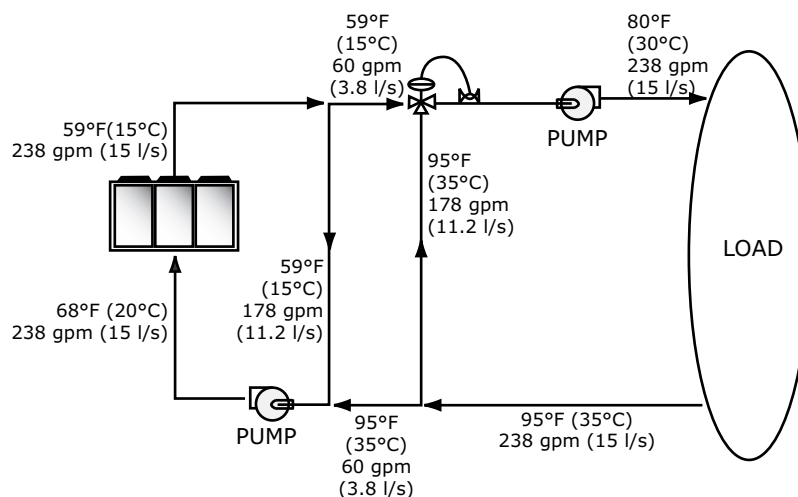 59°F
(15°C)
60 gpm
(3.8 l/s)
80°F
(30°C)
238 gpm
(15 l/s)
PUMP
59°F(15°C)
238 gpm (15 l/s)
95°F
(35°C)
178 gpm
(11.2 l/s)
LOAD
59°F
(15°C)
178 gpm
(11.2 l/s)
68°F (20°C)
238 gpm (15 l/s)
PUMP
95°F
(35°C)
60 gpm
(3.8 l/s)
95°F (35°C)
238 gpm (15 l/s)